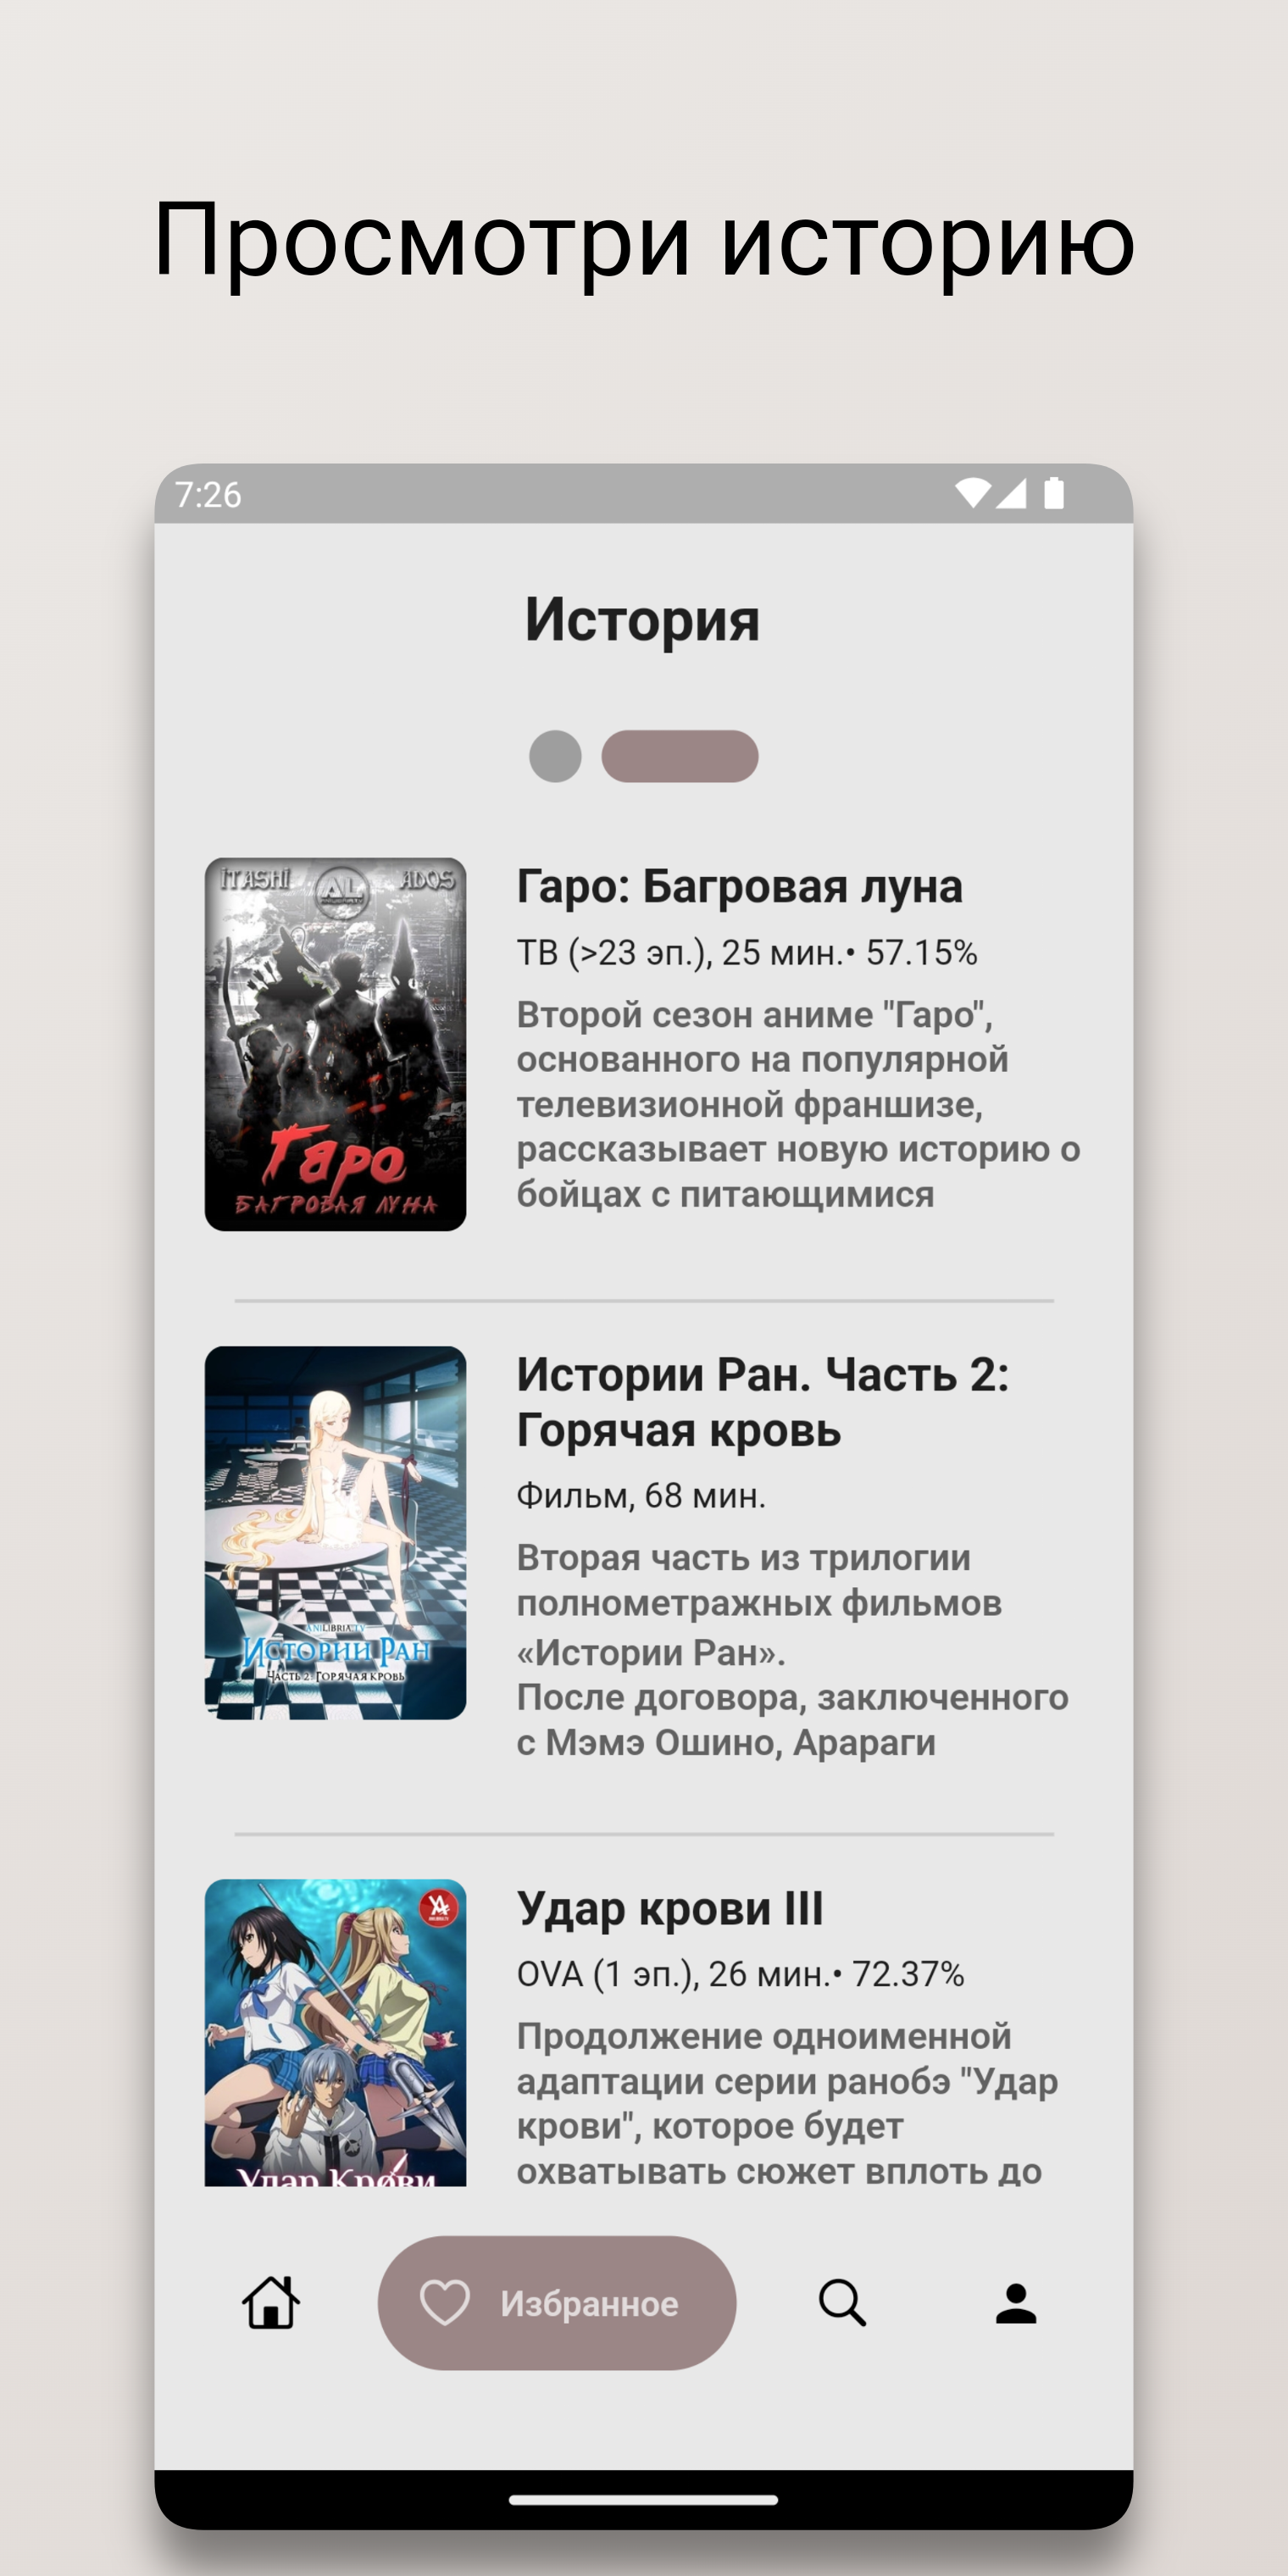 Просмотри историю
7:26
История
ITASHI
AL
ADOS
Гаро
БАГРОВАЯ ЛУНА
Гаро: Багровая луна
ТВ (>23 эп.), 25 мин.• 57.15%
Второй сезон аниме "Гаро",
основанного на популярной
телевизионной франшизе,
рассказывает новую историю о
бойцах с питающимися
ANILIBRIA.TV
Истории Ран
Часть 2. Горячая кровь
Истории Ран. Часть 2:
Горячая кровь
Фильм, 68 мин.
Вторая часть из трилогии
полнометражных фильмов
«Истории Ран».
После договора, заключенного
с Мэмэ Ошино, Арараги
Удар Крови
Удар крови III
OVA (1 эп.), 26 мин.• 72.37%
Продолжение одноименной
адаптации серии ранобэ "Удар
крови", которое будет
охватывать сюжет вплоть до
Избранное